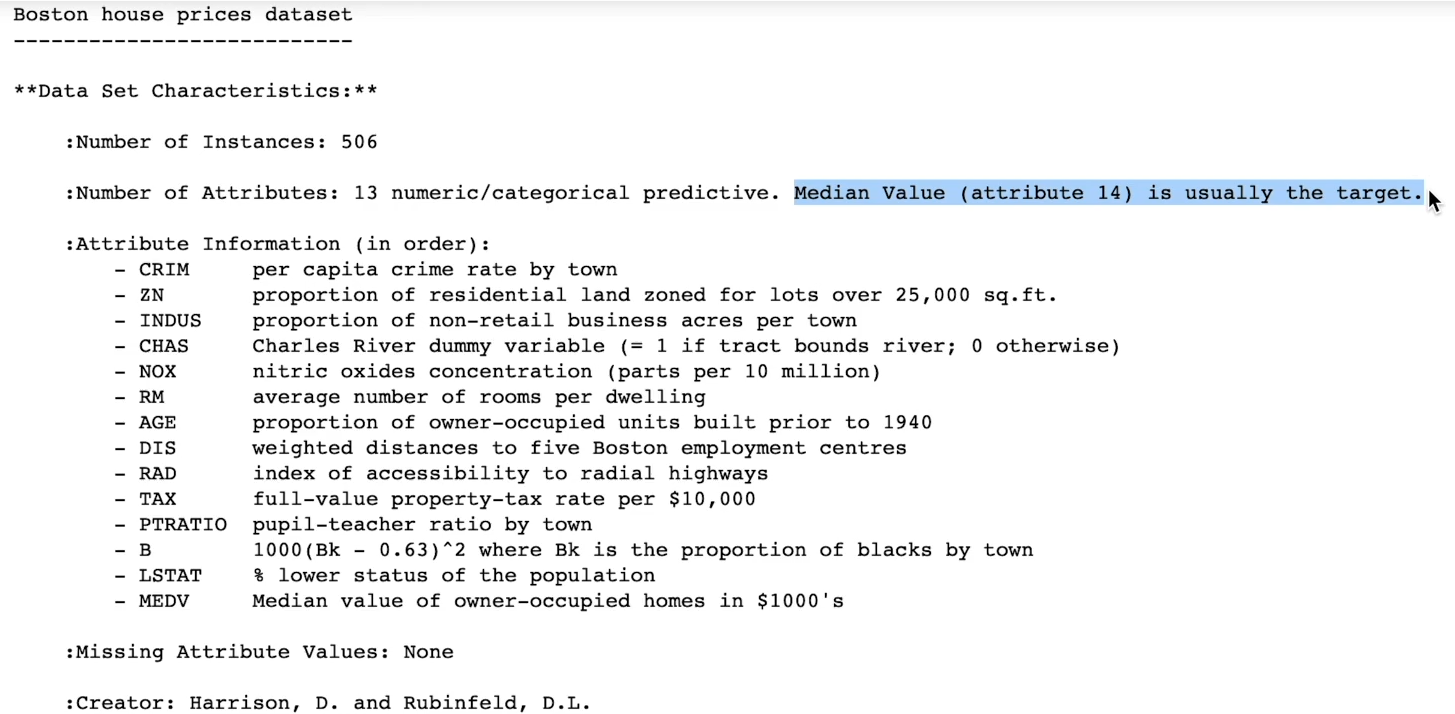 Boston house prices dataset
---------------------------
**Data Set Characteristics:**
:Number of Instances: 506
:Number of Attributes: 13 numeric/categorical predictive. Median Value (attribute 14) is usually the target.
:Attribute Information (in order):
- CRIM per capita crime rate by town
- ZN proportion of residential land zoned for lots over 25,000 sq.ft.
- INDUS proportion of non-retail business acres per town
- CHAS Charles River dummy variable (= 1 if tract bounds river; 0 otherwise)
- NOX nitric oxides concentration (parts per 10 million)
- RM average number of rooms per dwelling
- AGE proportion of owner-occupied units built prior to 1940
- DIS weighted distances to five Boston employment centres
- RAD index of accessibility to radial highways
- TAX full-value property-tax rate per $10,000
- PTRATIO pupil-teacher ratio by town
- B 1000(Bk - 0.63)^2 where Bk is the proportion of blacks by town
- LSTAT % lower status of the population
- MEDV Median value of owner-occupied homes in $1000's
:Missing Attribute Values: None
:Creator: Harrison, D. and Rubinfeld, D.L.